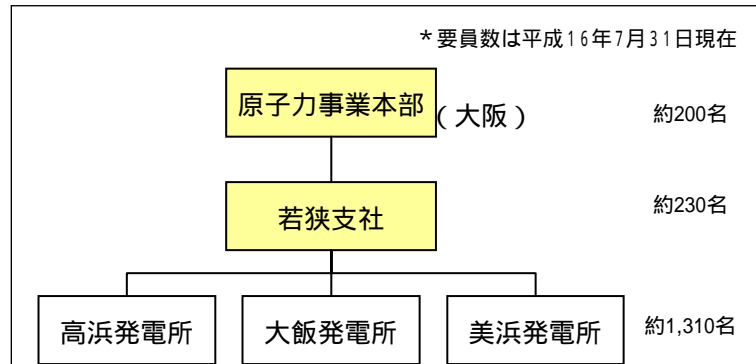 *要員数は平成16年7月31日現在
原子力事業本部(大阪) 約200名
若狭支社 約230名
高浜発電所 大飯発電所 美浜発電所 約1,310名